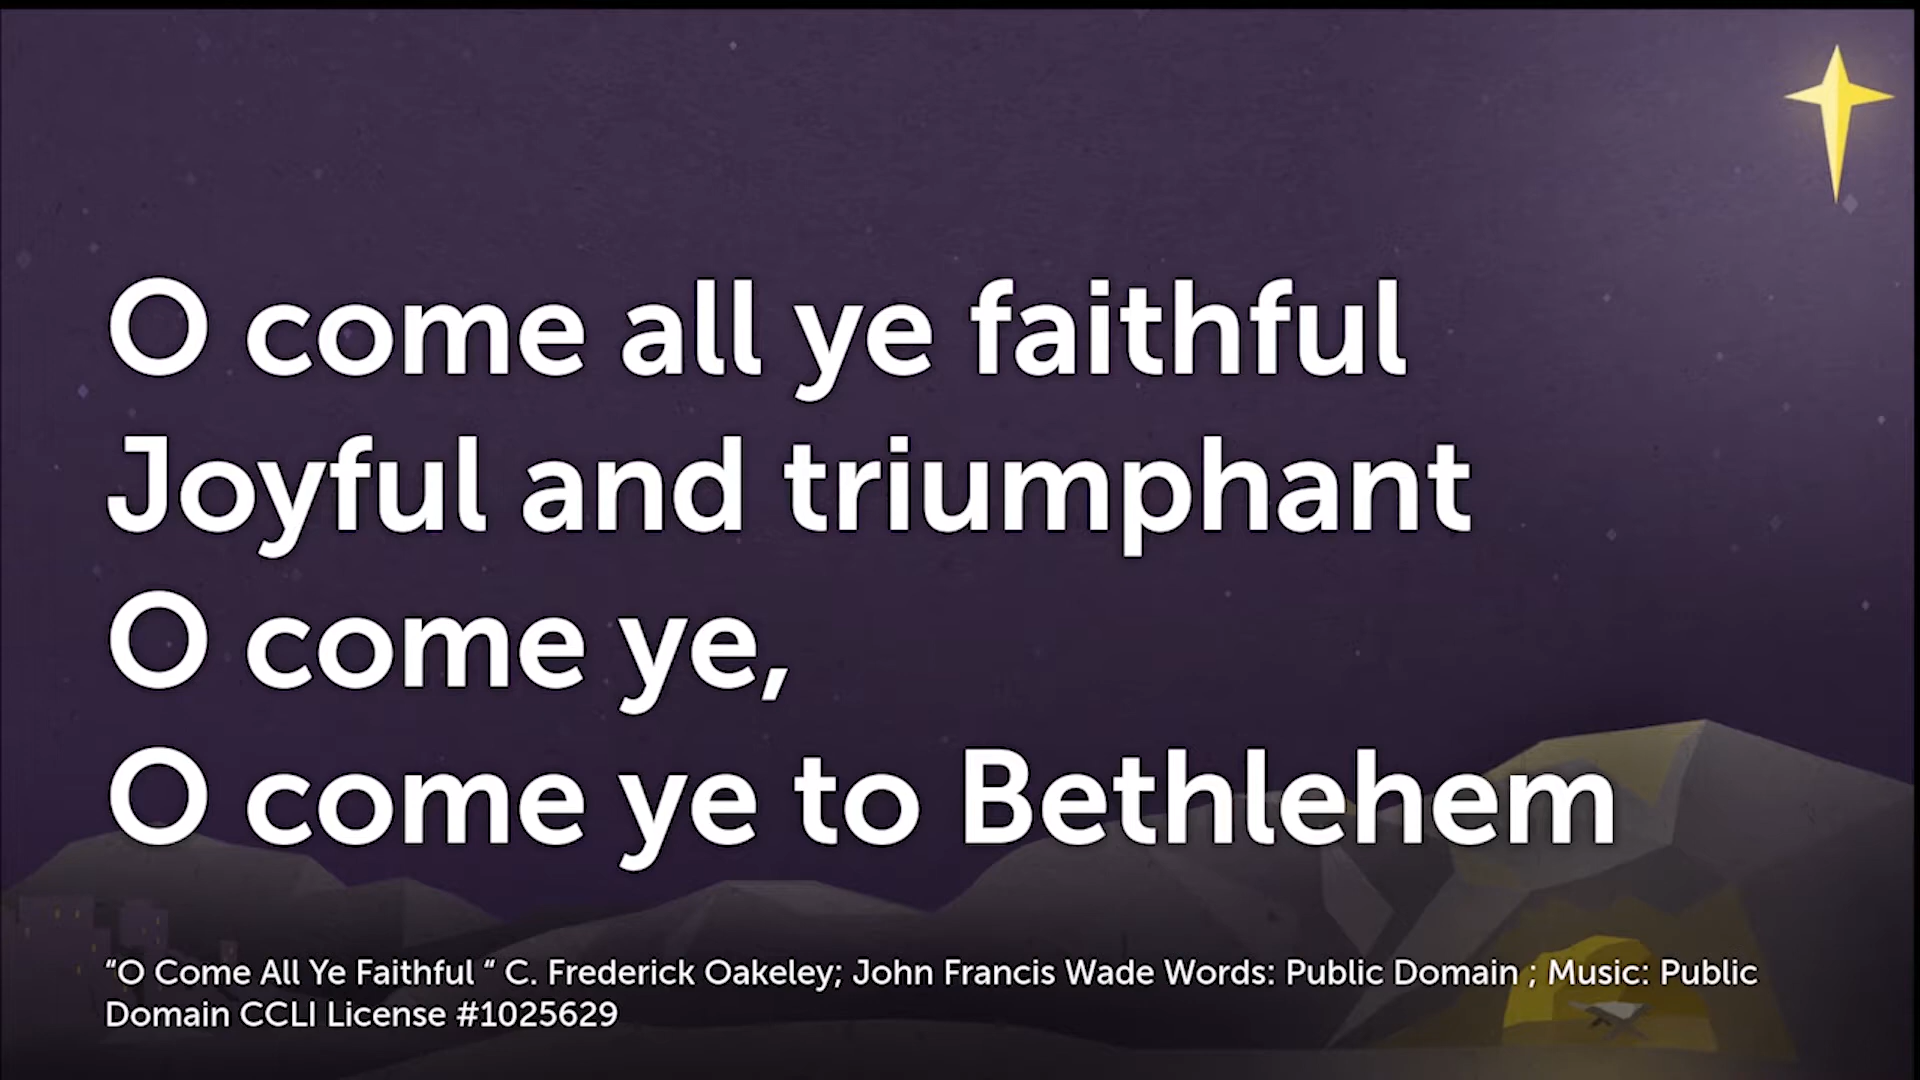 O come all ye faithful
Joyful and triumphant
O come ye,
O come ye to Bethlehem
“O Come All Ye Faithful “ C. Frederick Oakeley; John Francis Wade Words: Public Domain ; Music: Public
Domain CCLI License #1025629